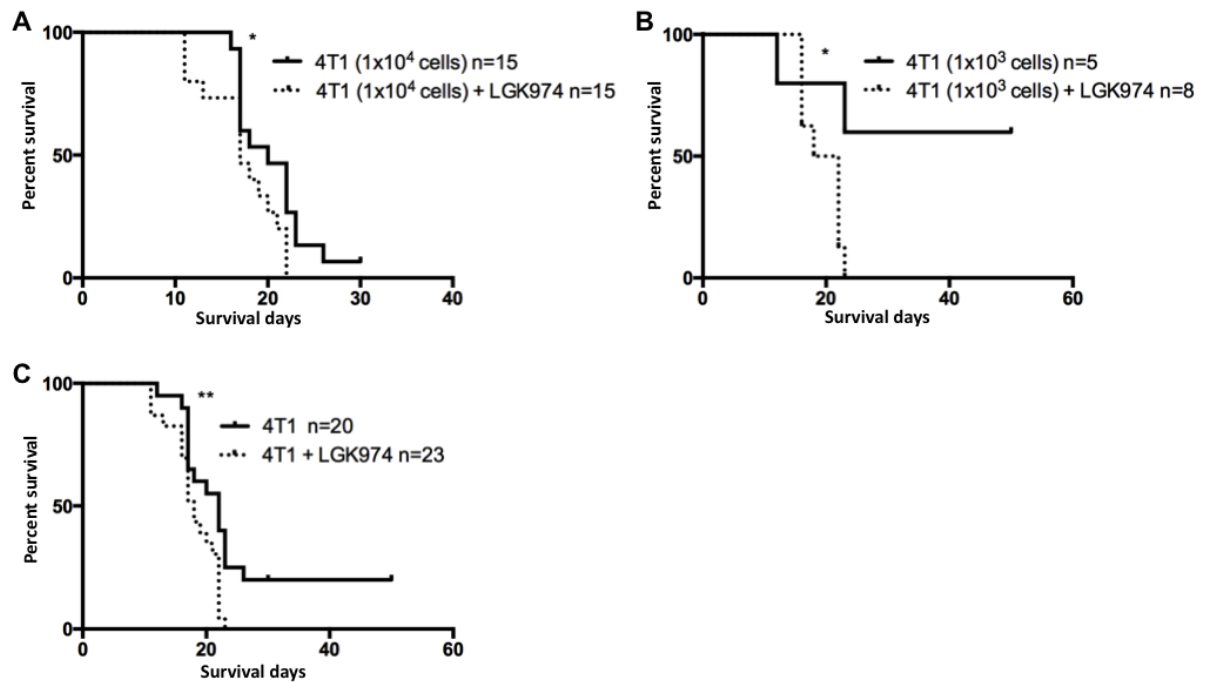 A
100
50
0
Percent survival
0 10 20 30 40
Survival days
*
4T1 (1x10⁴ cells) n=15
4T1 (1x10⁴ cells) + LGK974 n=15
B
100
50
0
Percent survival
0 20 40 60
Survival days
*
4T1 (1x10³ cells) n=5
4T1 (1x10³ cells) + LGK974 n=8
C
100
50
0
Percent survival
0 20 40 60
Survival days
**
4T1 n=20
4T1 + LGK974 n=23